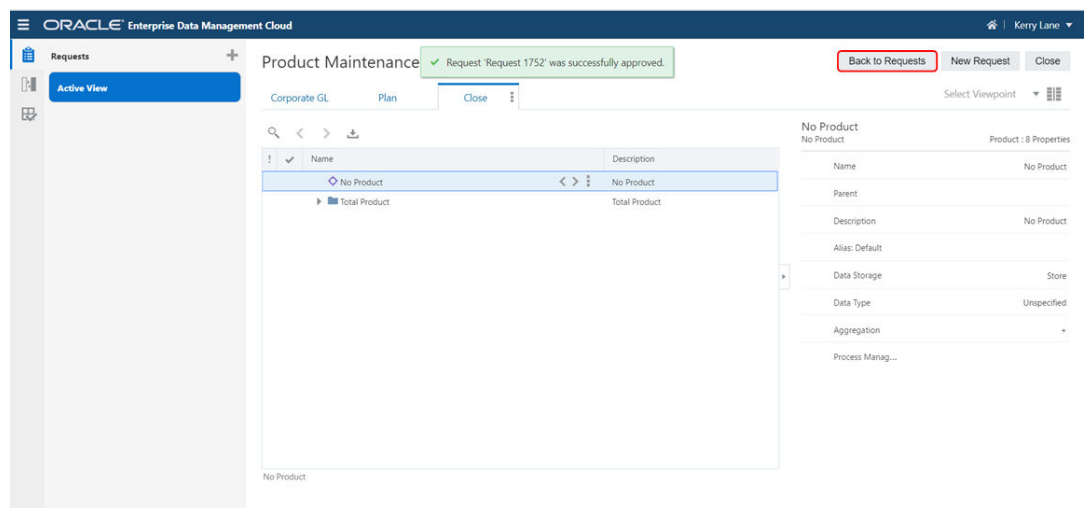 ORACLE Enterprise Data Management Cloud
Kerry Lane
Requests
Active View
Product Maintenance
Request 'Request 1752' was successfully approved.
Back to Requests
New Request
Close
Corporate GL
Plan
Close
Select Viewpoint
! Name Description
No Product No Product
Total Product Total Product
No Product
No Product
No Product Product : 8 Properties
Name No Product
Parent
Description No Product
Alias: Default
Data Storage Store
Data Type Unspecified
Aggregation +
Process Manag...